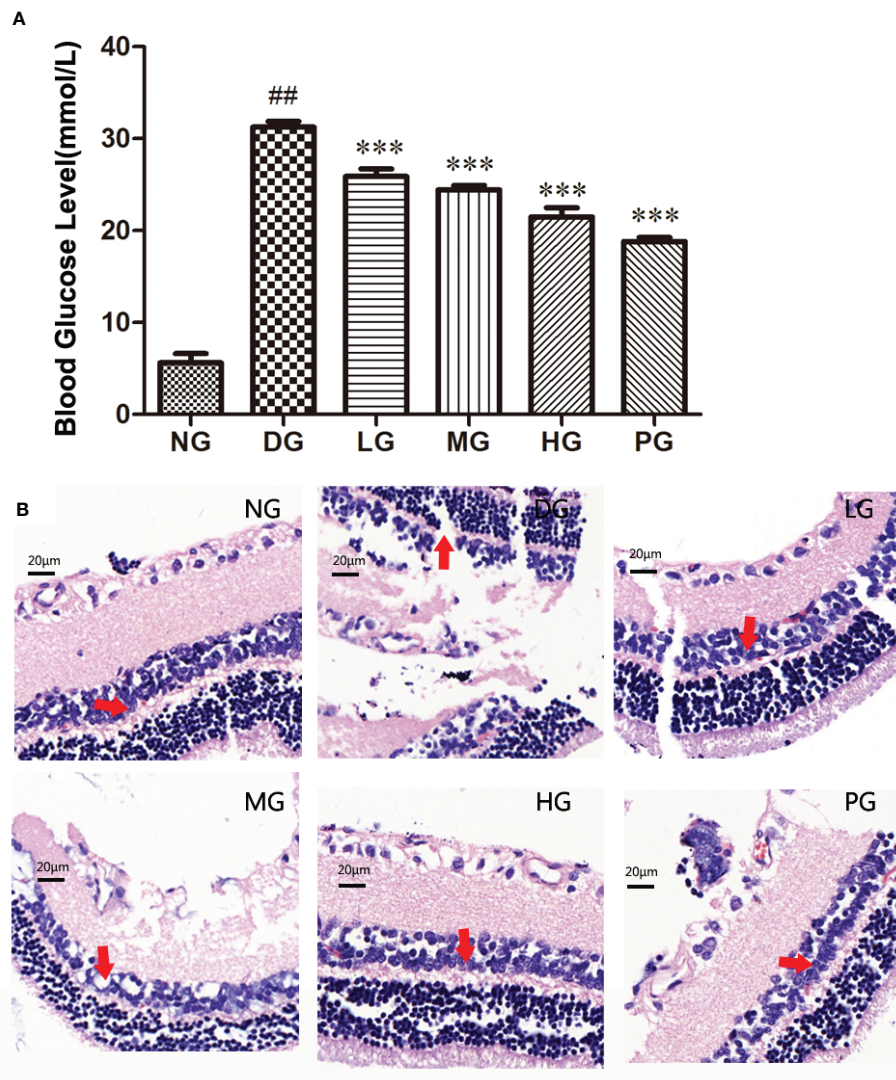 A
Blood Glucose Level(mmol/L)
40
30
20
10
0
##
***
***
***
***
NG DG LG MG HG PG
B
NG
20μm
DG
20μm
LG
20μm
MG
20μm
HG
20μm
PG
20μm